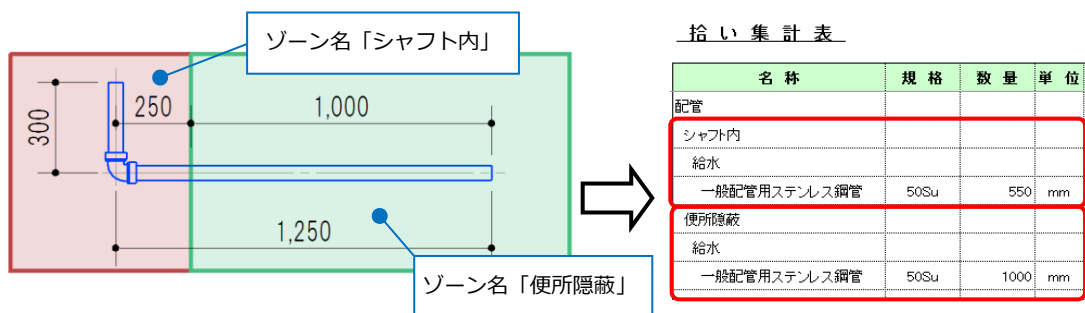 ゾーン名「シャフト内」
250
1,000
300
1,250
ゾーン名「便所隠蔽」
拾い集計表
名称 規格 数量 単位
配管
シャフト内
給水
一般配管用ステンレス鋼管 50Su 550 mm
便所隠蔽
給水
一般配管用ステンレス鋼管 50Su 1000 mm